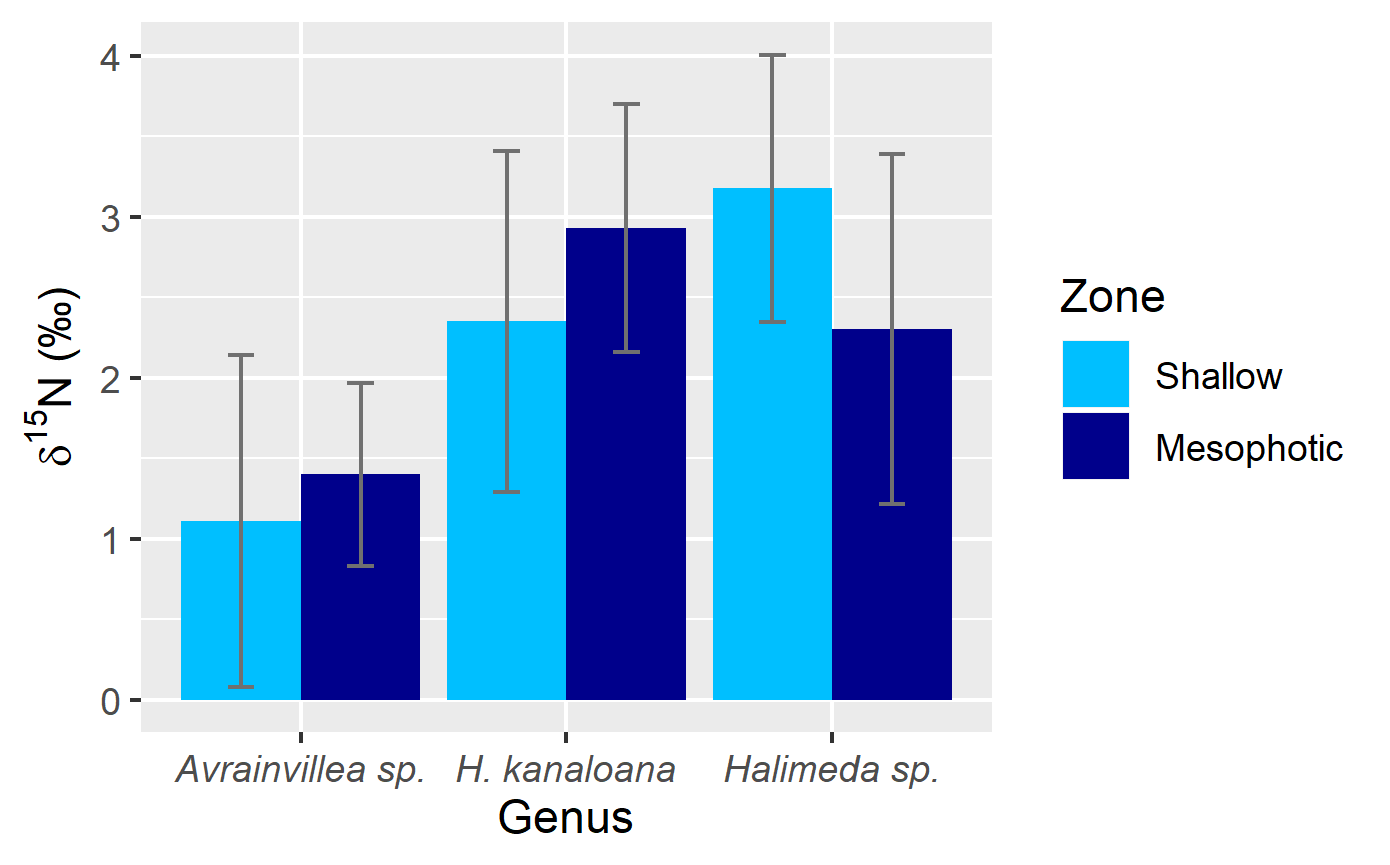 4
3
2
1
0
δ¹⁵N (‰)
Avrainvillea sp.
H. kanaloana
Halimeda sp.
Genus
Zone
Shallow
Mesophotic